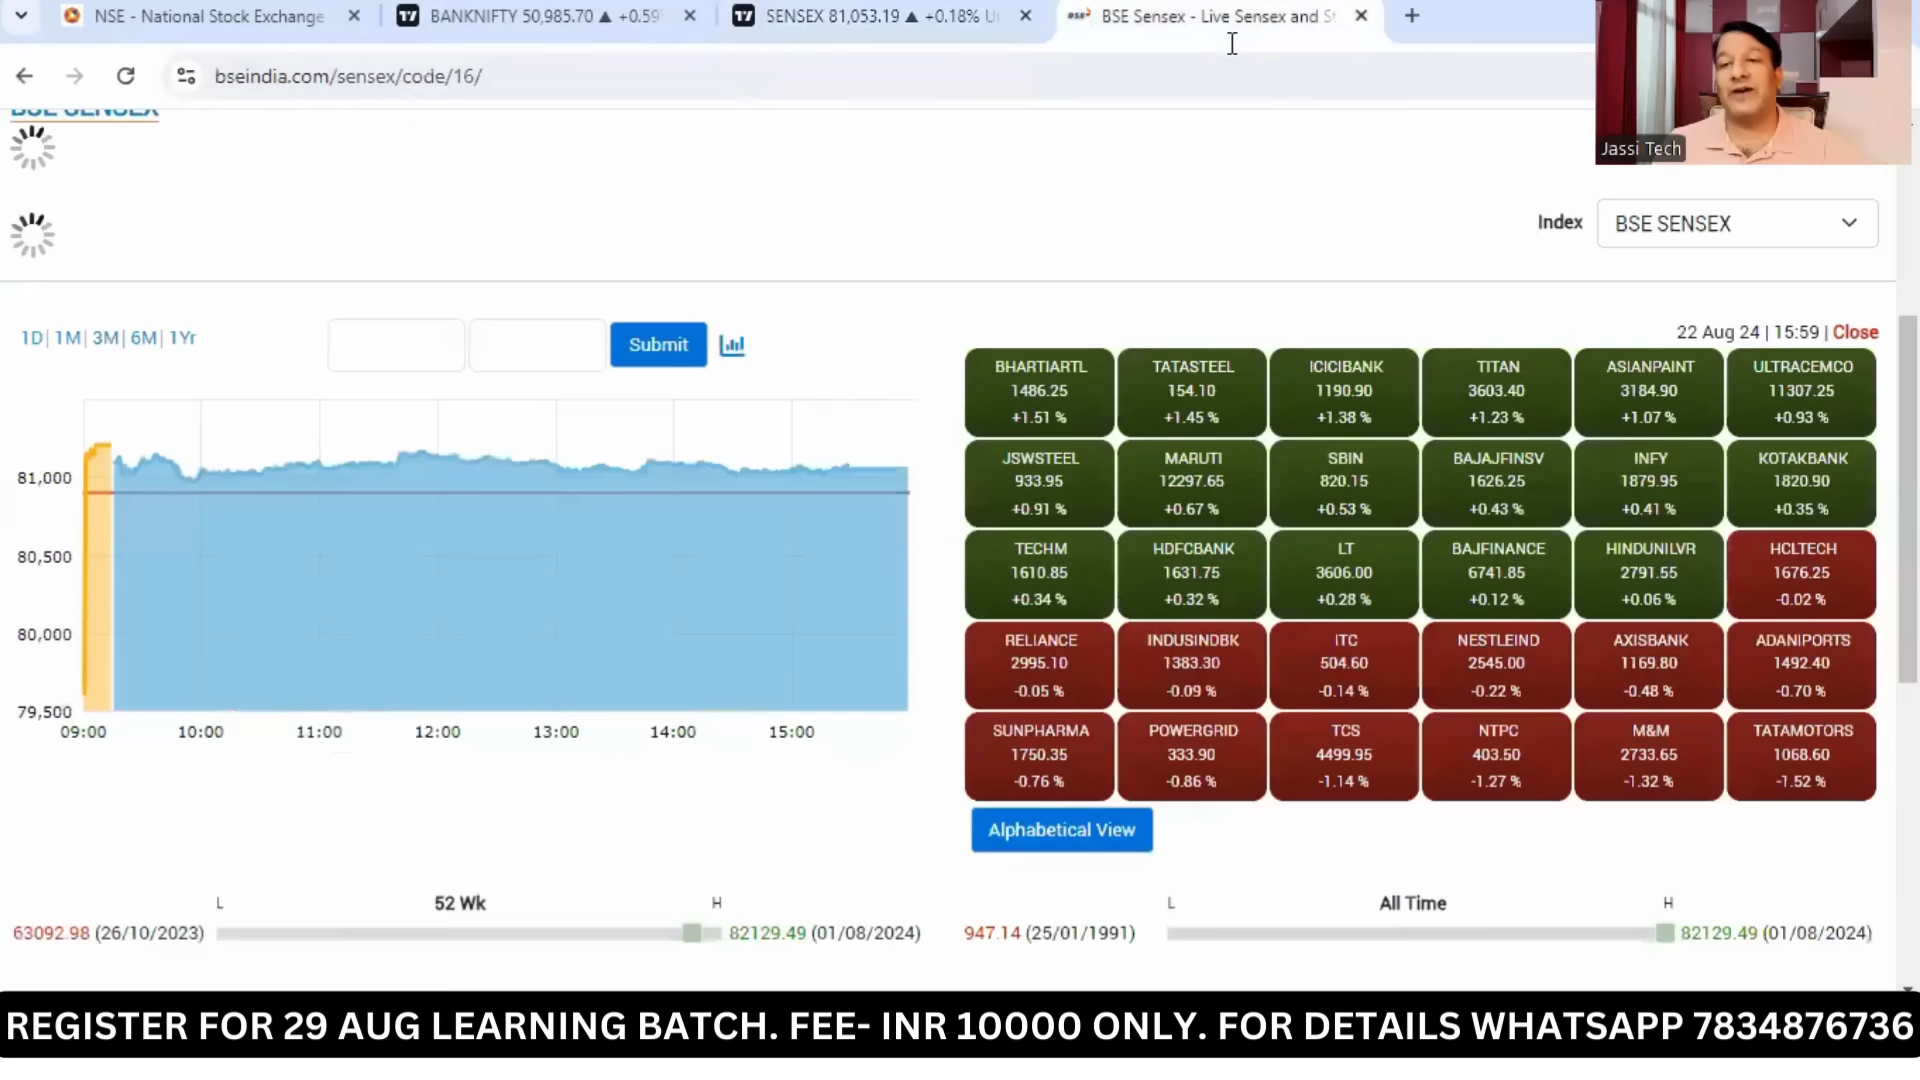 NSE - National Stock Exchange
BANKNIFTY 50,985.70 ▲ +0.59
SENSEX 81,053.19 ▲ +0.18% U
BSE Sensex - Live Sensex and St
bseindia.com/sensex/code/16/
BSE SENSEX
Jassi Tech
Index
BSE SENSEX
1D| 1M| 3M| 6M| 1Yr
Submit
22 Aug 24 | 15:59 | Close
81,000
80,500
80,000
79,500
09:00 10:00 11:00 12:00 13:00 14:00 15:00
BHARTIARTL TATASTEEL ICICIBANK TITAN ASIANPAINT ULTRACEMCO
1486.25 154.10 1190.90 3603.40 3184.90 11307.25
+1.51 % +1.45 % +1.38 % +1.23 % +1.07 % +0.93 %
JSWSTEEL MARUTI SBIN BAJAJFINSV INFY KOTAKBANK
933.95 12297.65 820.15 1626.25 1879.95 1820.90
+0.91 % +0.67 % +0.53 % +0.43 % +0.41 % +0.35 %
TECHM HDFCBANK LT BAJFINANCE HINDUNILVR HCLTECH
1610.85 1631.75 3606.00 6741.85 2791.55 1676.25
+0.34 % +0.32 % +0.28 % +0.12 % +0.06 % -0.02 %
RELIANCE INDUSINDBK ITC NESTLEIND AXISBANK ADANIPORTS
2995.10 1383.30 504.60 2545.00 1169.80 1492.40
-0.05 % -0.09 % -0.14 % -0.22 % -0.48 % -0.70 %
SUNPHARMA POWERGRID TCS NTPC M&M TATAMOTORS
1750.35 333.90 4499.95 403.50 2733.65 1068.60
-0.76 % -0.86 % -1.14 % -1.27 % -1.32 % -1.52 %
Alphabetical View
L 52 Wk H
63092.98 (26/10/2023) 82129.49 (01/08/2024)
L All Time H
947.14 (25/01/1991) 82129.49 (01/08/2024)
REGISTER FOR 29 AUG LEARNING BATCH. FEE- INR 10000 ONLY. FOR DETAILS WHATSAPP 7834876736